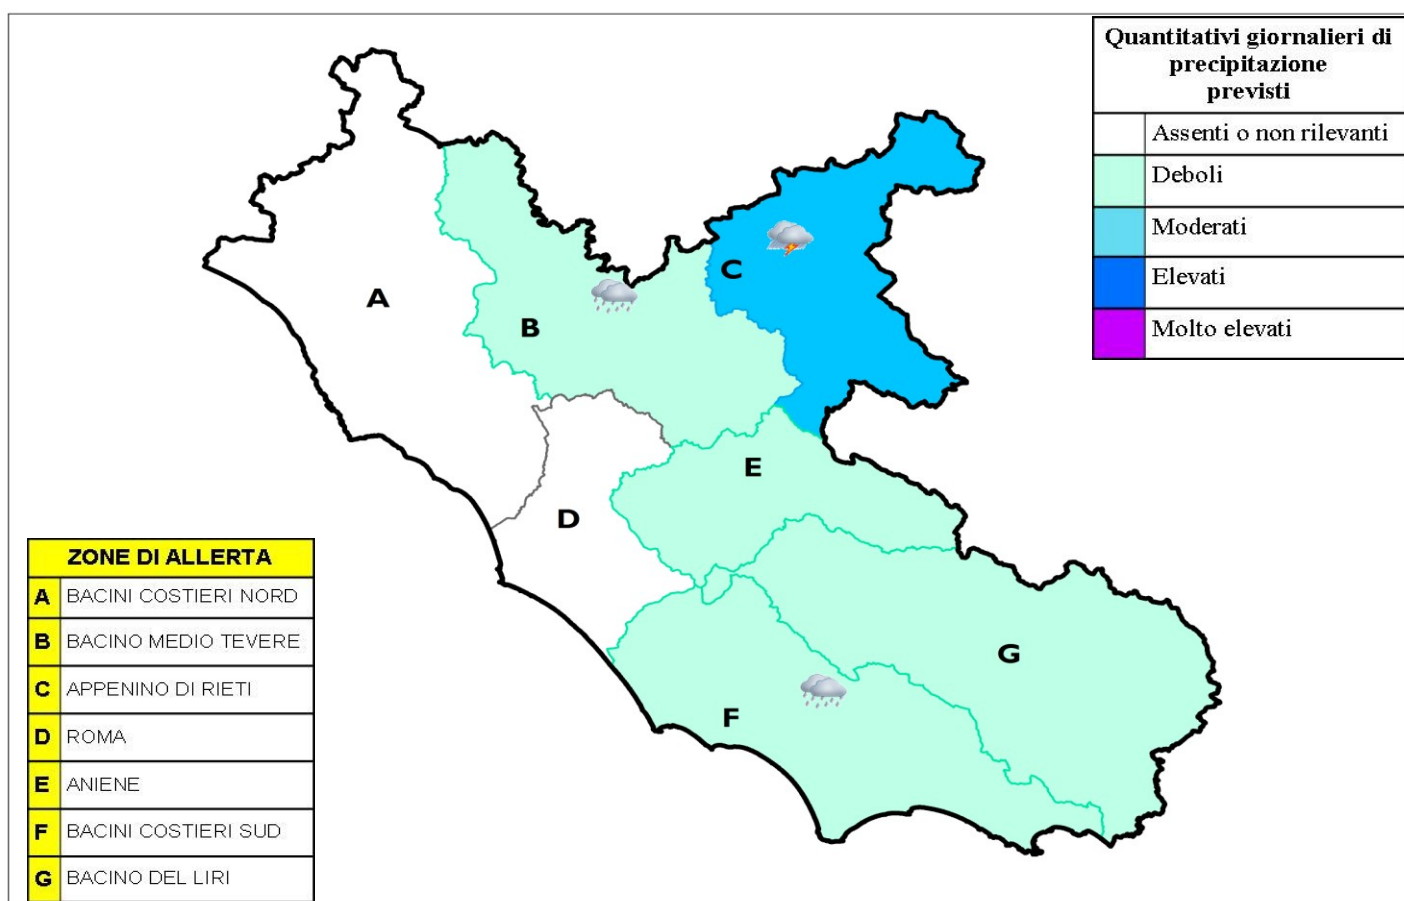 Quantitativi giornalieri di
precipitazione
previsti
Assenti o non rilevanti
Deboli
Moderati
Elevati
Molto elevati
A
B
C
D
E
F
G
ZONE DI ALLERTA
A BACINI COSTIERI NORD
B BACINO MEDIO TEVERE
C APPENINO DI RIETI
D ROMA
E ANIENE
F BACINI COSTIERI SUD
G BACINO DEL LIRI